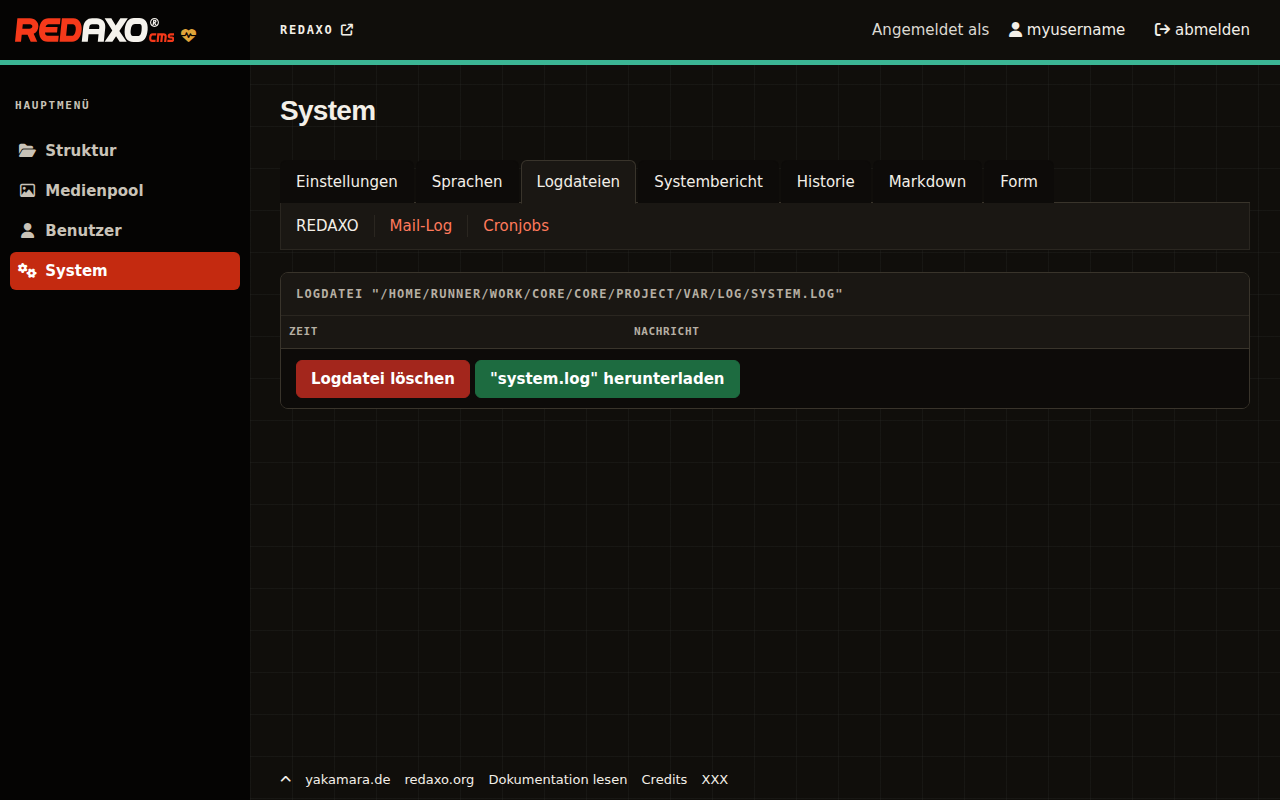 REDAXO® cms
REDAXO
Angemeldet als myusername abmelden
HAUPTMENÜ
Struktur
Medienpool
Benutzer
System
System
Einstellungen Sprachen Logdateien Systembericht Historie Markdown Form
REDAXO Mail-Log Cronjobs
LOGDATEI "/HOME/RUNNER/WORK/CORE/CORE/PROJECT/VAR/LOG/SYSTEM.LOG"
ZEIT NACHRICHT
Logdatei löschen "system.log" herunterladen
yakamara.de redaxo.org Dokumentation lesen Credits XXX